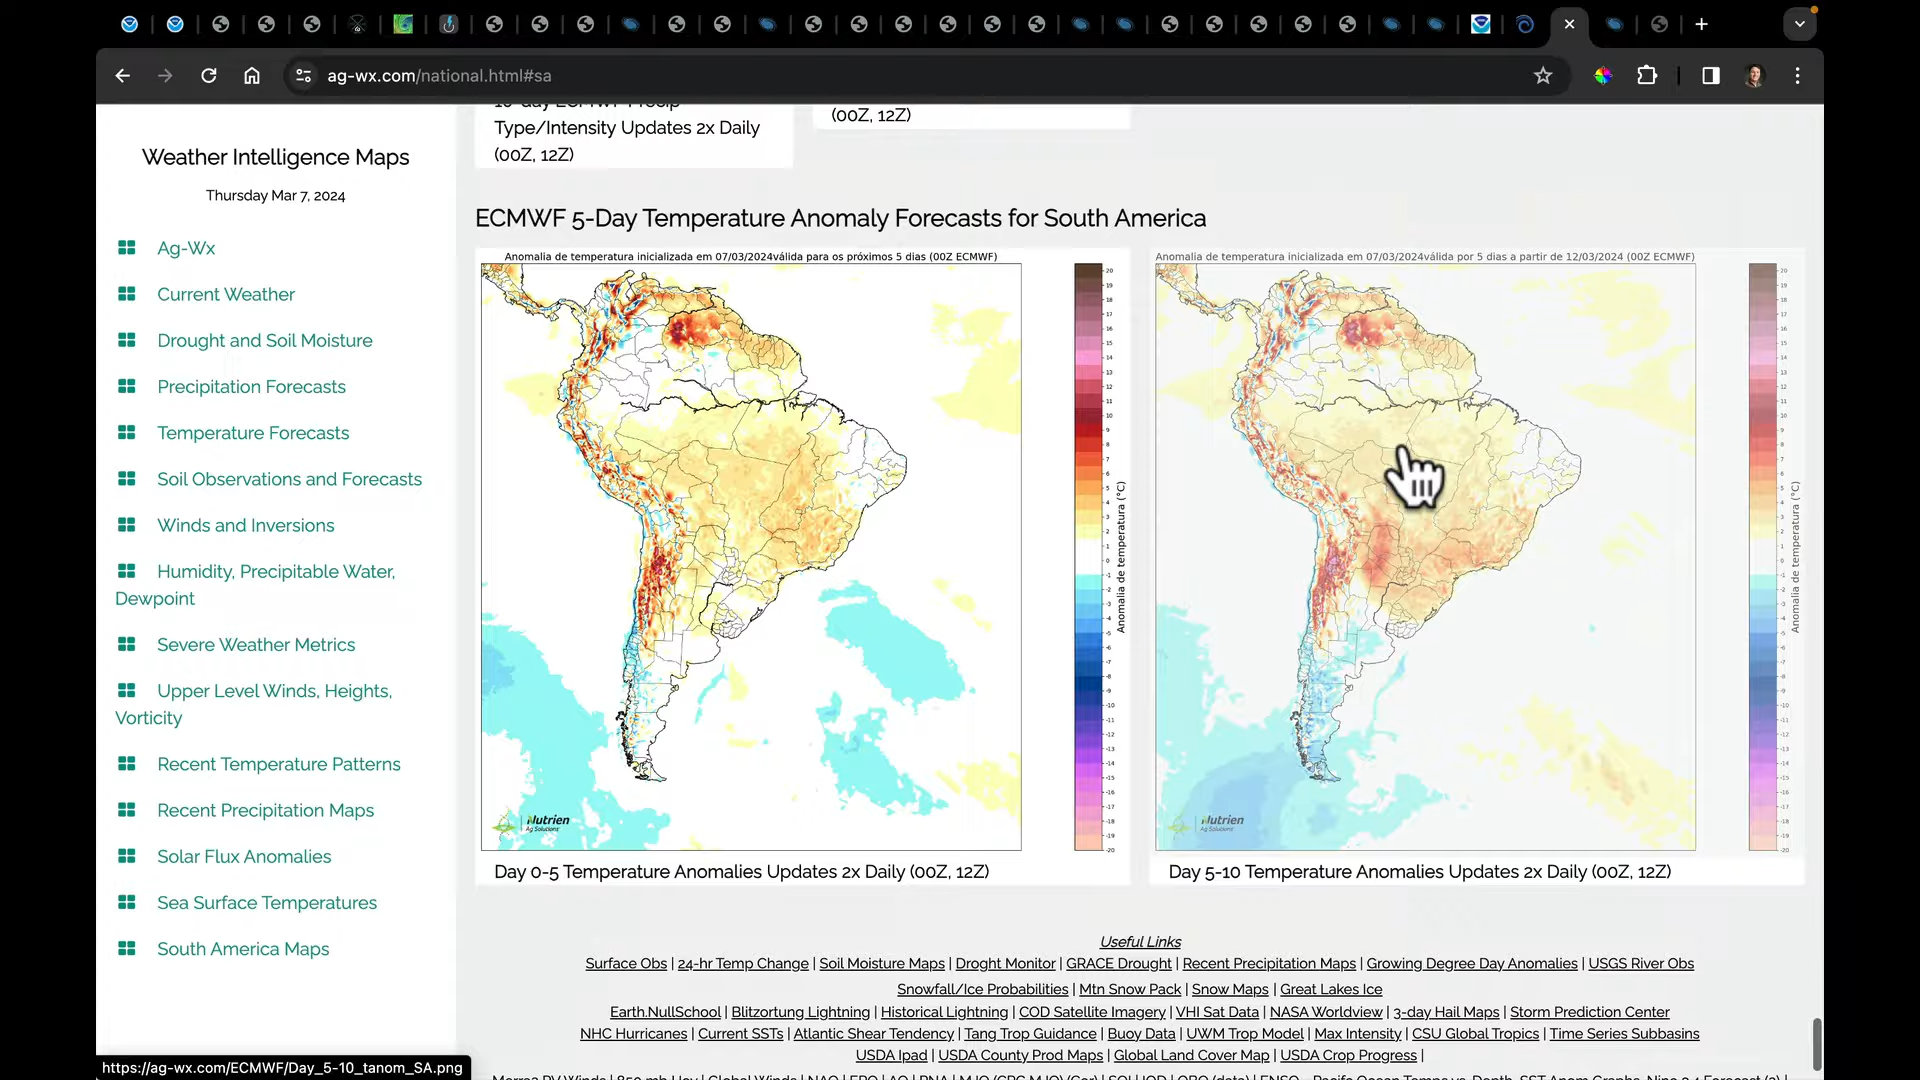 ag-wx.com/national.html#sa
Type/Intensity Updates 2x Daily
(00Z, 12Z)
(00Z, 12Z)
Weather Intelligence Maps
Thursday Mar 7, 2024
Ag-Wx
Current Weather
Drought and Soil Moisture
Precipitation Forecasts
Temperature Forecasts
Soil Observations and Forecasts
Winds and Inversions
Humidity, Precipitable Water,
Dewpoint
Severe Weather Metrics
Upper Level Winds, Heights,
Vorticity
Recent Temperature Patterns
Recent Precipitation Maps
Solar Flux Anomalies
Sea Surface Temperatures
South America Maps
ECMWF 5-Day Temperature Anomaly Forecasts for South America
Anomalia de temperatura inicializada em 07/03/2024válida para os próximos 5 dias (00Z ECMWF)
Anomalia de temperatura (°C)
Nutrien
Ag Solutions
Day 0-5 Temperature Anomalies Updates 2x Daily (00Z, 12Z)
Anomalia de temperatura inicializada em 07/03/2024válida por 5 dias a partir de 12/03/2024 (00Z ECMWF)
Anomalia de temperatura (°C)
Nutrien
Ag Solutions
Day 5-10 Temperature Anomalies Updates 2x Daily (00Z, 12Z)
Useful Links
Surface Obs | 24-hr Temp Change | Soil Moisture Maps | Droght Monitor | GRACE Drought | Recent Precipitation Maps | Growing Degree Day Anomalies | USGS River Obs
Snowfall/Ice Probabilities | Mtn Snow Pack | Snow Maps | Great Lakes Ice
Earth.NullSchool | Blitzortung Lightning | Historical Lightning | COD Satellite Imagery | VHI Sat Data | NASA Worldview | 3-day Hail Maps | Storm Prediction Center
NHC Hurricanes | Current SSTs | Atlantic Shear Tendency | Tang Trop Guidance | Buoy Data | UWM Trop Model | Max Intensity | CSU Global Tropics | Time Series Subbasins
USDA Ipad | USDA County Prod Maps | Global Land Cover Map | USDA Crop Progress |
https://ag-wx.com/ECMWF/Day_5-10_tanom_SA.png